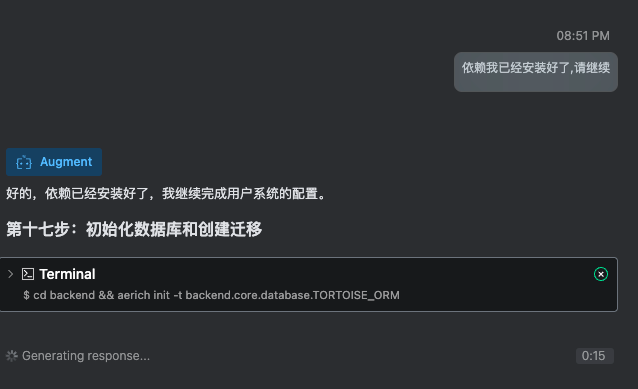 08:51 PM
依赖我已经安装好了,请继续
Augment
好的，依赖已经安装好了，我继续完成用户系统的配置。
第十七步：初始化数据库和创建迁移
Terminal
$ cd backend && aerich init -t backend.core.database.TORTOISE_ORM
Generating response...
0:15